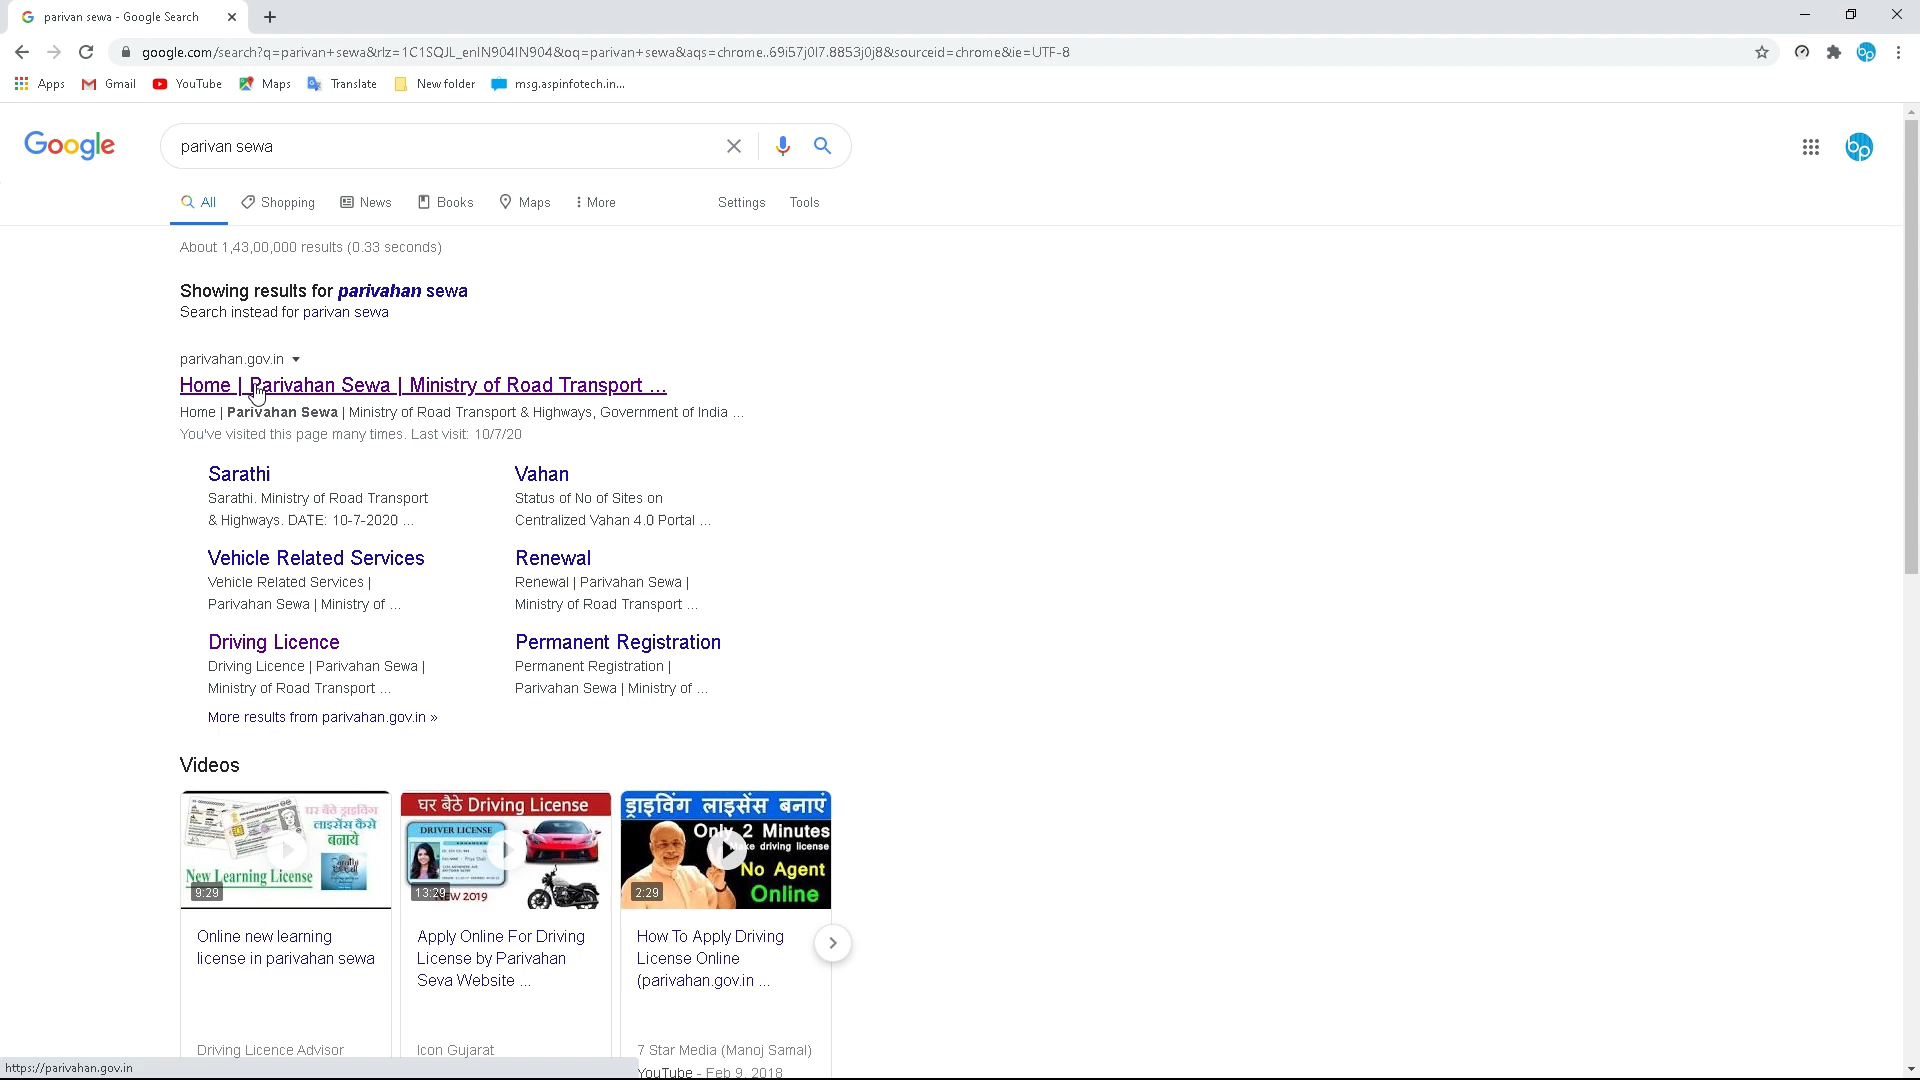 parivan sewa - Google Search
google.com/search?q=parivan+sewa&rlz=1C1SQJL_enIN904IN904&oq=parivan+sewa&aqs=chrome..69i57j0l7.8853j0j8&sourceid=chrome&ie=UTF-8
Apps Gmail YouTube Maps Translate New folder msg.aspinfotech.in...
Google parivan sewa bp
All Shopping News Books Maps More Settings Tools
About 1,43,00,000 results (0.33 seconds)
Showing results for parivahan sewa
Search instead for parivan sewa
parivahan.gov.in
Home | Parivahan Sewa | Ministry of Road Transport ...
Home | Parivahan Sewa | Ministry of Road Transport & Highways, Government of India ...
You've visited this page many times. Last visit: 10/7/20
Sarathi
Sarathi. Ministry of Road Transport
& Highways. DATE: 10-7-2020 ...
Vahan
Status of No of Sites on
Centralized Vahan 4.0 Portal ...
Vehicle Related Services
Vehicle Related Services |
Parivahan Sewa | Ministry of ...
Renewal
Renewal | Parivahan Sewa |
Ministry of Road Transport ...
Driving Licence
Driving Licence | Parivahan Sewa |
Ministry of Road Transport ...
Permanent Registration
Permanent Registration |
Parivahan Sewa | Ministry of ...
More results from parivahan.gov.in »
Videos
घर बैठे ड्राइविंग
लाइसेंस कैसे
बनाये
New Learning License
9:29
Online new learning
license in parivahan sewa
Driving Licence Advisor
घर बैठे Driving License
DRIVER LICENSE
13:29
NEW 2019
Apply Online For Driving
License by Parivahan
Seva Website ...
Icon Gujarat
ड्राइविंग लाइसेंस बनाएं
Only 2 Minutes
Make driving license
No Agent
Online
2:29
How To Apply Driving
License Online
(parivahan.gov.in ...
7 Star Media (Manoj Samal)
YouTube - Feb 9, 2018
https://parivahan.gov.in